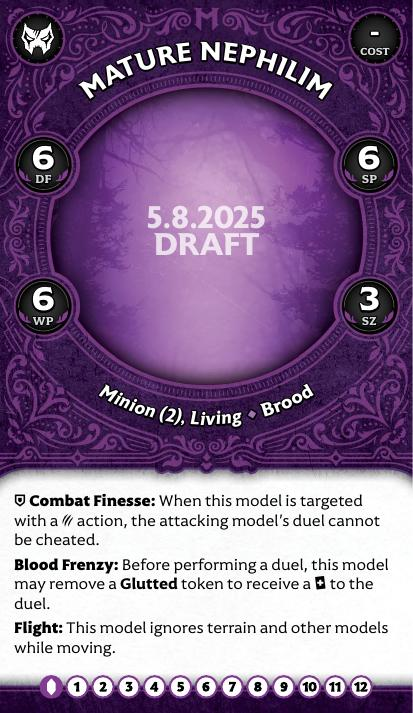 M
-
COST
MATURE NEPHILIM
6
DF
6
SP
5.8.2025
DRAFT
6
WP
3
SZ
Minion (2), Living ♦ Brood
Combat Finesse: When this model is targeted
with a action, the attacking model’s duel cannot
be cheated.
Blood Frenzy: Before performing a duel, this model
may remove a Glutted token to receive a to the
duel.
Flight: This model ignores terrain and other models
while moving.
1 2 3 4 5 6 7 8 9 10 11 12